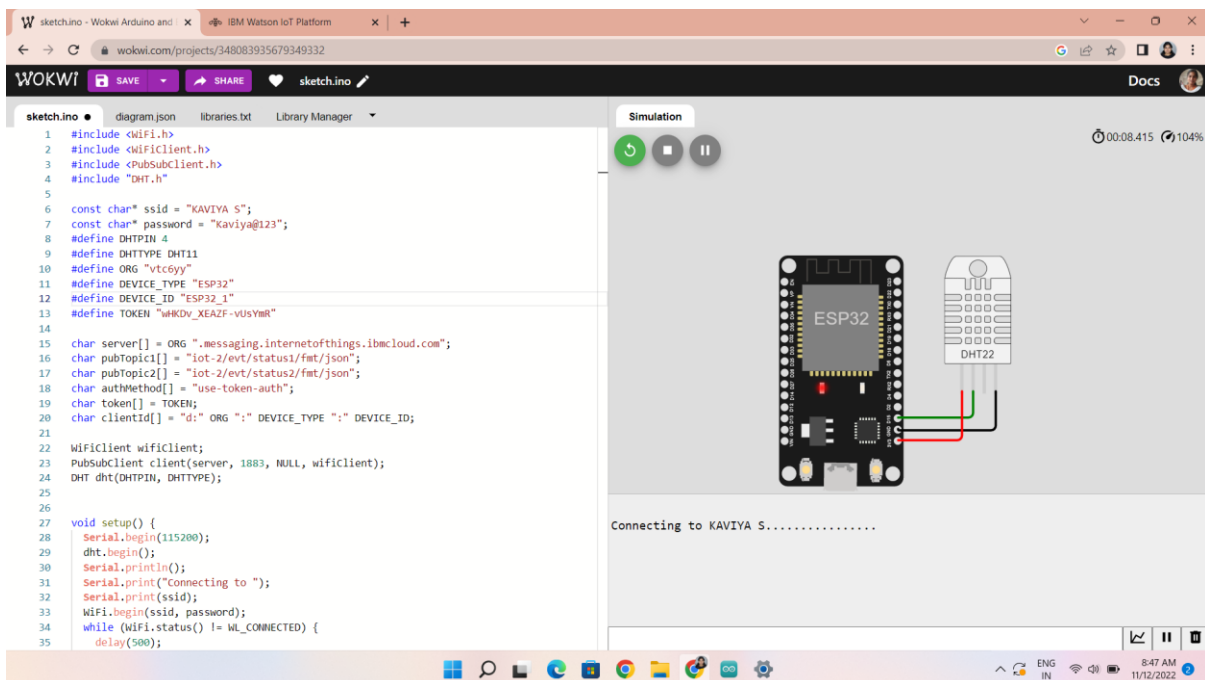 sketch.ino - Wokwi Arduino and
IBM Watson IoT Platform
wokwi.com/projects/348083935679349332
WOKWI
SAVE
SHARE
sketch.ino
Docs
sketch.ino
diagram.json
libraries.txt
Library Manager
1 #include <WiFi.h>
2 #include <WiFiClient.h>
3 #include <PubSubClient.h>
4 #include "DHT.h"
5
6 const char* ssid = "KAVIYA S";
7 const char* password = "Kaviya@123";
8 #define DHTPIN 4
9 #define DHTTYPE DHT11
10 #define ORG "vtc6yy"
11 #define DEVICE_TYPE "ESP32"
12 #define DEVICE_ID "ESP32_1"
13 #define TOKEN "wHKDv_XEAZF-vUsYmR"
14
15 char server[] = ORG ".messaging.internetofthings.ibmcloud.com";
16 char pubTopic1[] = "iot-2/evt/status1/fmt/json";
17 char pubTopic2[] = "iot-2/evt/status2/fmt/json";
18 char authMethod[] = "use-token-auth";
19 char token[] = TOKEN;
20 char clientId[] = "d:" ORG ":" DEVICE_TYPE ":" DEVICE_ID;
21
22 WiFiClient wifiClient;
23 PubSubClient client(server, 1883, NULL, wifiClient);
24 DHT dht(DHTPIN, DHTTYPE);
25
26
27 void setup() {
28 Serial.begin(115200);
29 dht.begin();
30 Serial.println();
31 Serial.print("Connecting to ");
32 Serial.print(ssid);
33 WiFi.begin(ssid, password);
34 while (WiFi.status() != WL_CONNECTED) {
35 delay(500);
Simulation
00:08.415 104%
ESP32
DHT22
Connecting to KAVIYA S................
ENG
IN
8:47 AM
11/12/2022
2